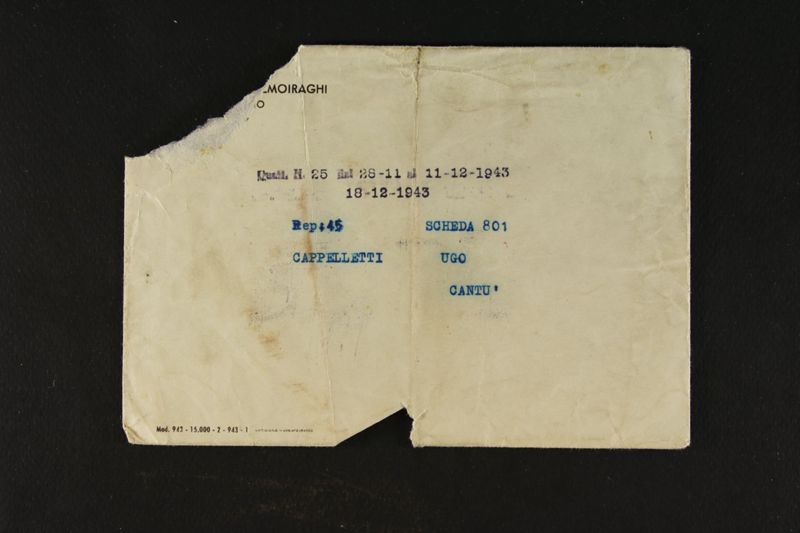 LMOIRAGHI
O
Quat. N. 25 dal 28-11 al 11-12-1943
18-12-1943
Rep:45 SCHEDA 801
CAPPELLETTI UGO
CANTU'
Mod. 942 - 15.000 - 2 - 943 - 1